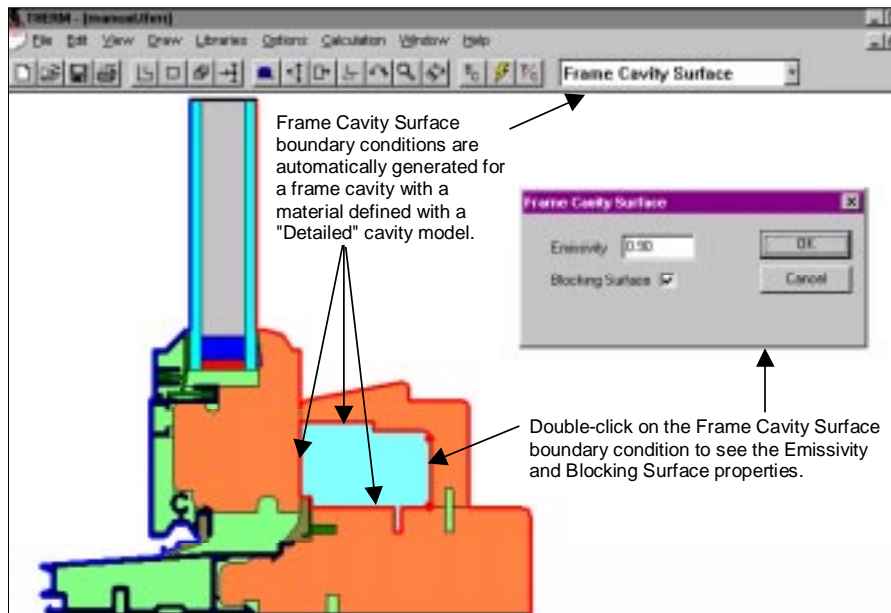 THERM - [manual.thm]
File Edit View Draw Libraries Options Calculation Window Help
Frame Cavity Surface
Frame Cavity Surface
boundary conditions are
automatically generated for
a frame cavity with a
material defined with a
"Detailed" cavity model.
Frame Cavity Surface
Emissivity 0.90 OK
Blocking Surface Cancel
Double-click on the Frame Cavity Surface
boundary condition to see the Emissivity
and Blocking Surface properties.